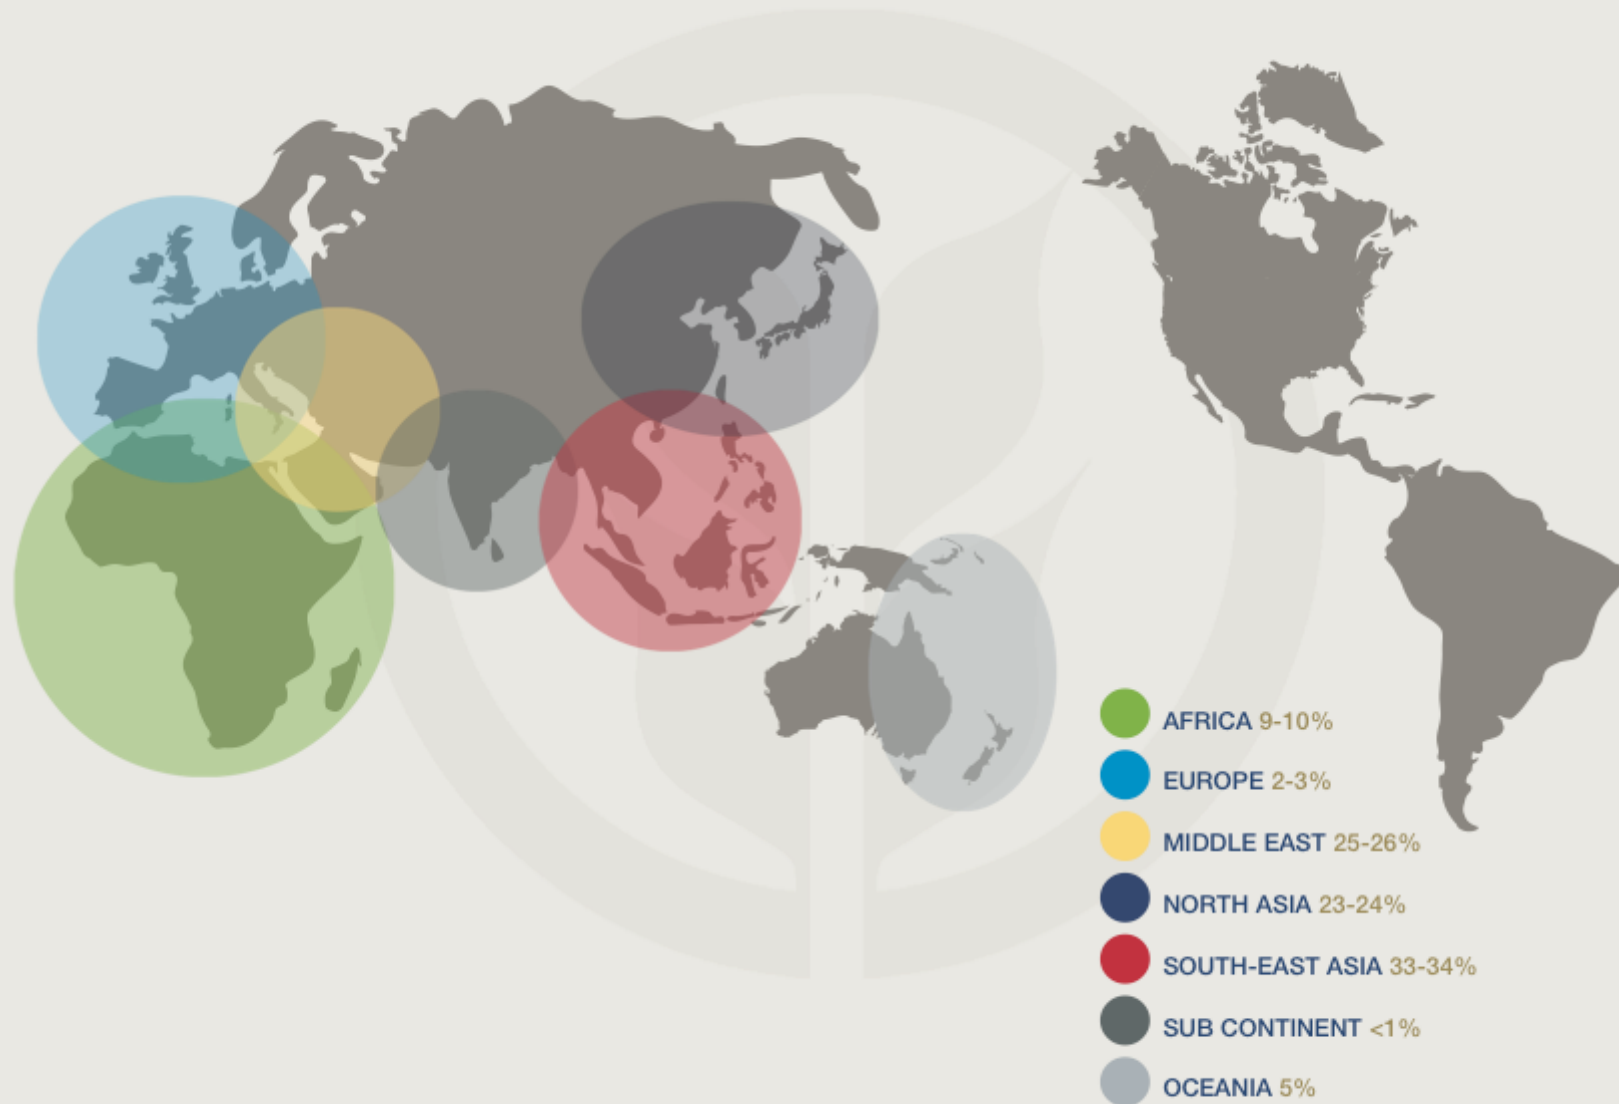 AFRICA 9-10%
EUROPE 2-3%
MIDDLE EAST 25-26%
NORTH ASIA 23-24%
SOUTH-EAST ASIA 33-34%
SUB CONTINENT <1%
OCEANIA 5%